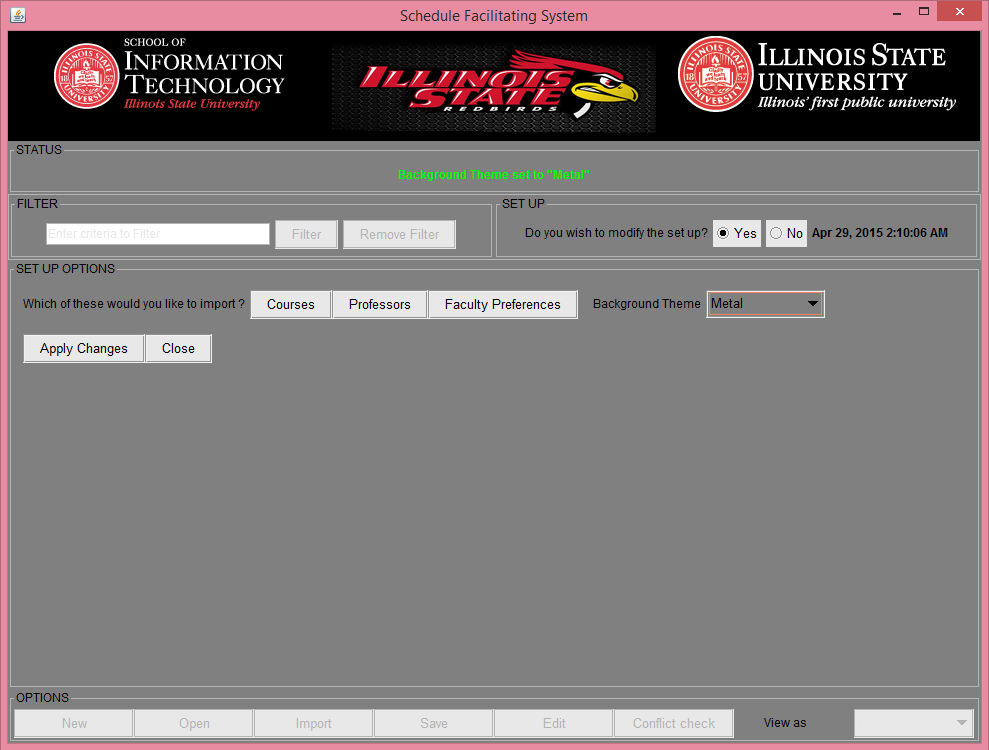 Schedule Facilitating System
SCHOOL OF
INFORMATION
TECHNOLOGY
Illinois State University
ILLINOIS
STATE
REDBIRDS
ILLINOIS STATE
UNIVERSITY
Illinois' first public university
STATUS
Background Theme set to "Metal"
FILTER
Enter criteria to Filter
Filter
Remove Filter
SET UP
Do you wish to modify the set up? Yes No Apr 29, 2015 2:10:06 AM
SET UP OPTIONS
Which of these would you like to import ? Courses Professors Faculty Preferences Background Theme Metal
Apply Changes Close
OPTIONS
New Open Import Save Edit Conflict check View as